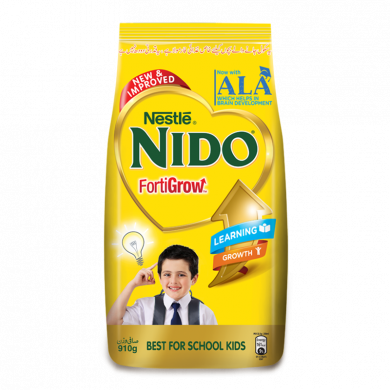 NEW &
IMPROVED
Now with
ALA
WHICH HELPS IN
BRAIN DEVELOPMENT
Nestlé®
NIDO®
FortiGrow
LEARNING
GROWTH
910g
BEST FOR SCHOOL KIDS